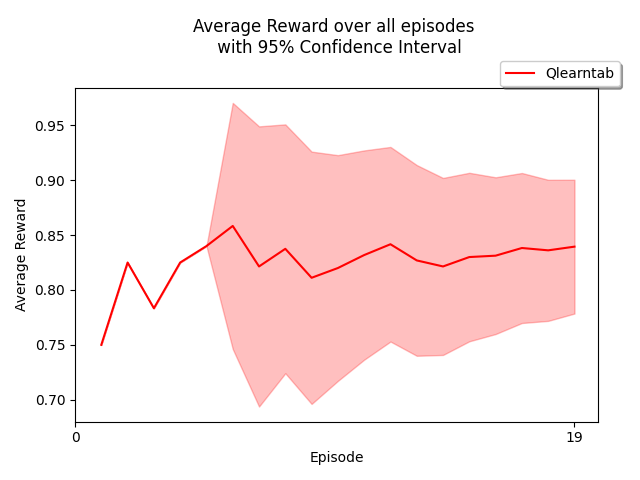 Average Reward over all episodes
with 95% Confidence Interval
Qlearntab
0.95
0.90
0.85
0.80
0.75
0.70
Average Reward
0
19
Episode